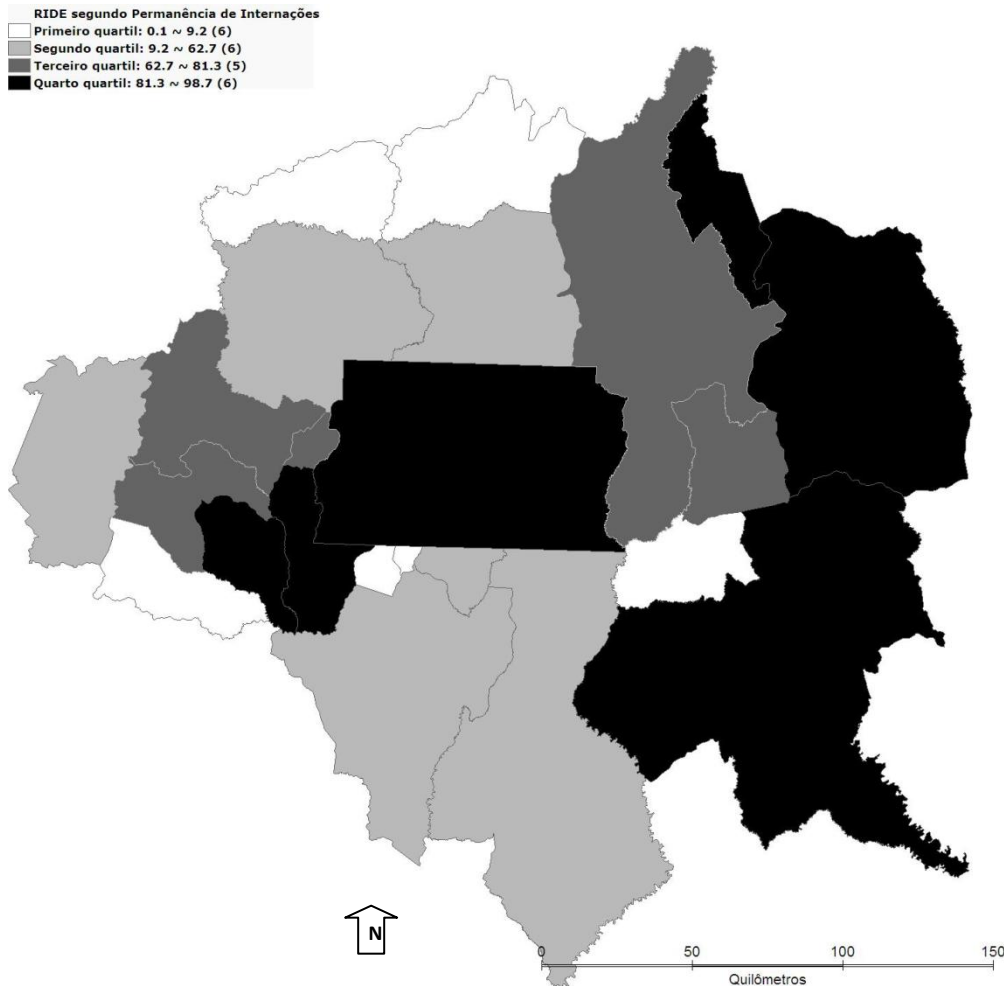 RIDE segundo Permanência de Internações
Primeiro quartil: 0.1 ~ 9.2 (6)
Segundo quartil: 9.2 ~ 62.7 (6)
Terceiro quartil: 62.7 ~ 81.3 (5)
Quarto quartil: 81.3 ~ 98.7 (6)
N
0 50 100 150
Quilômetros